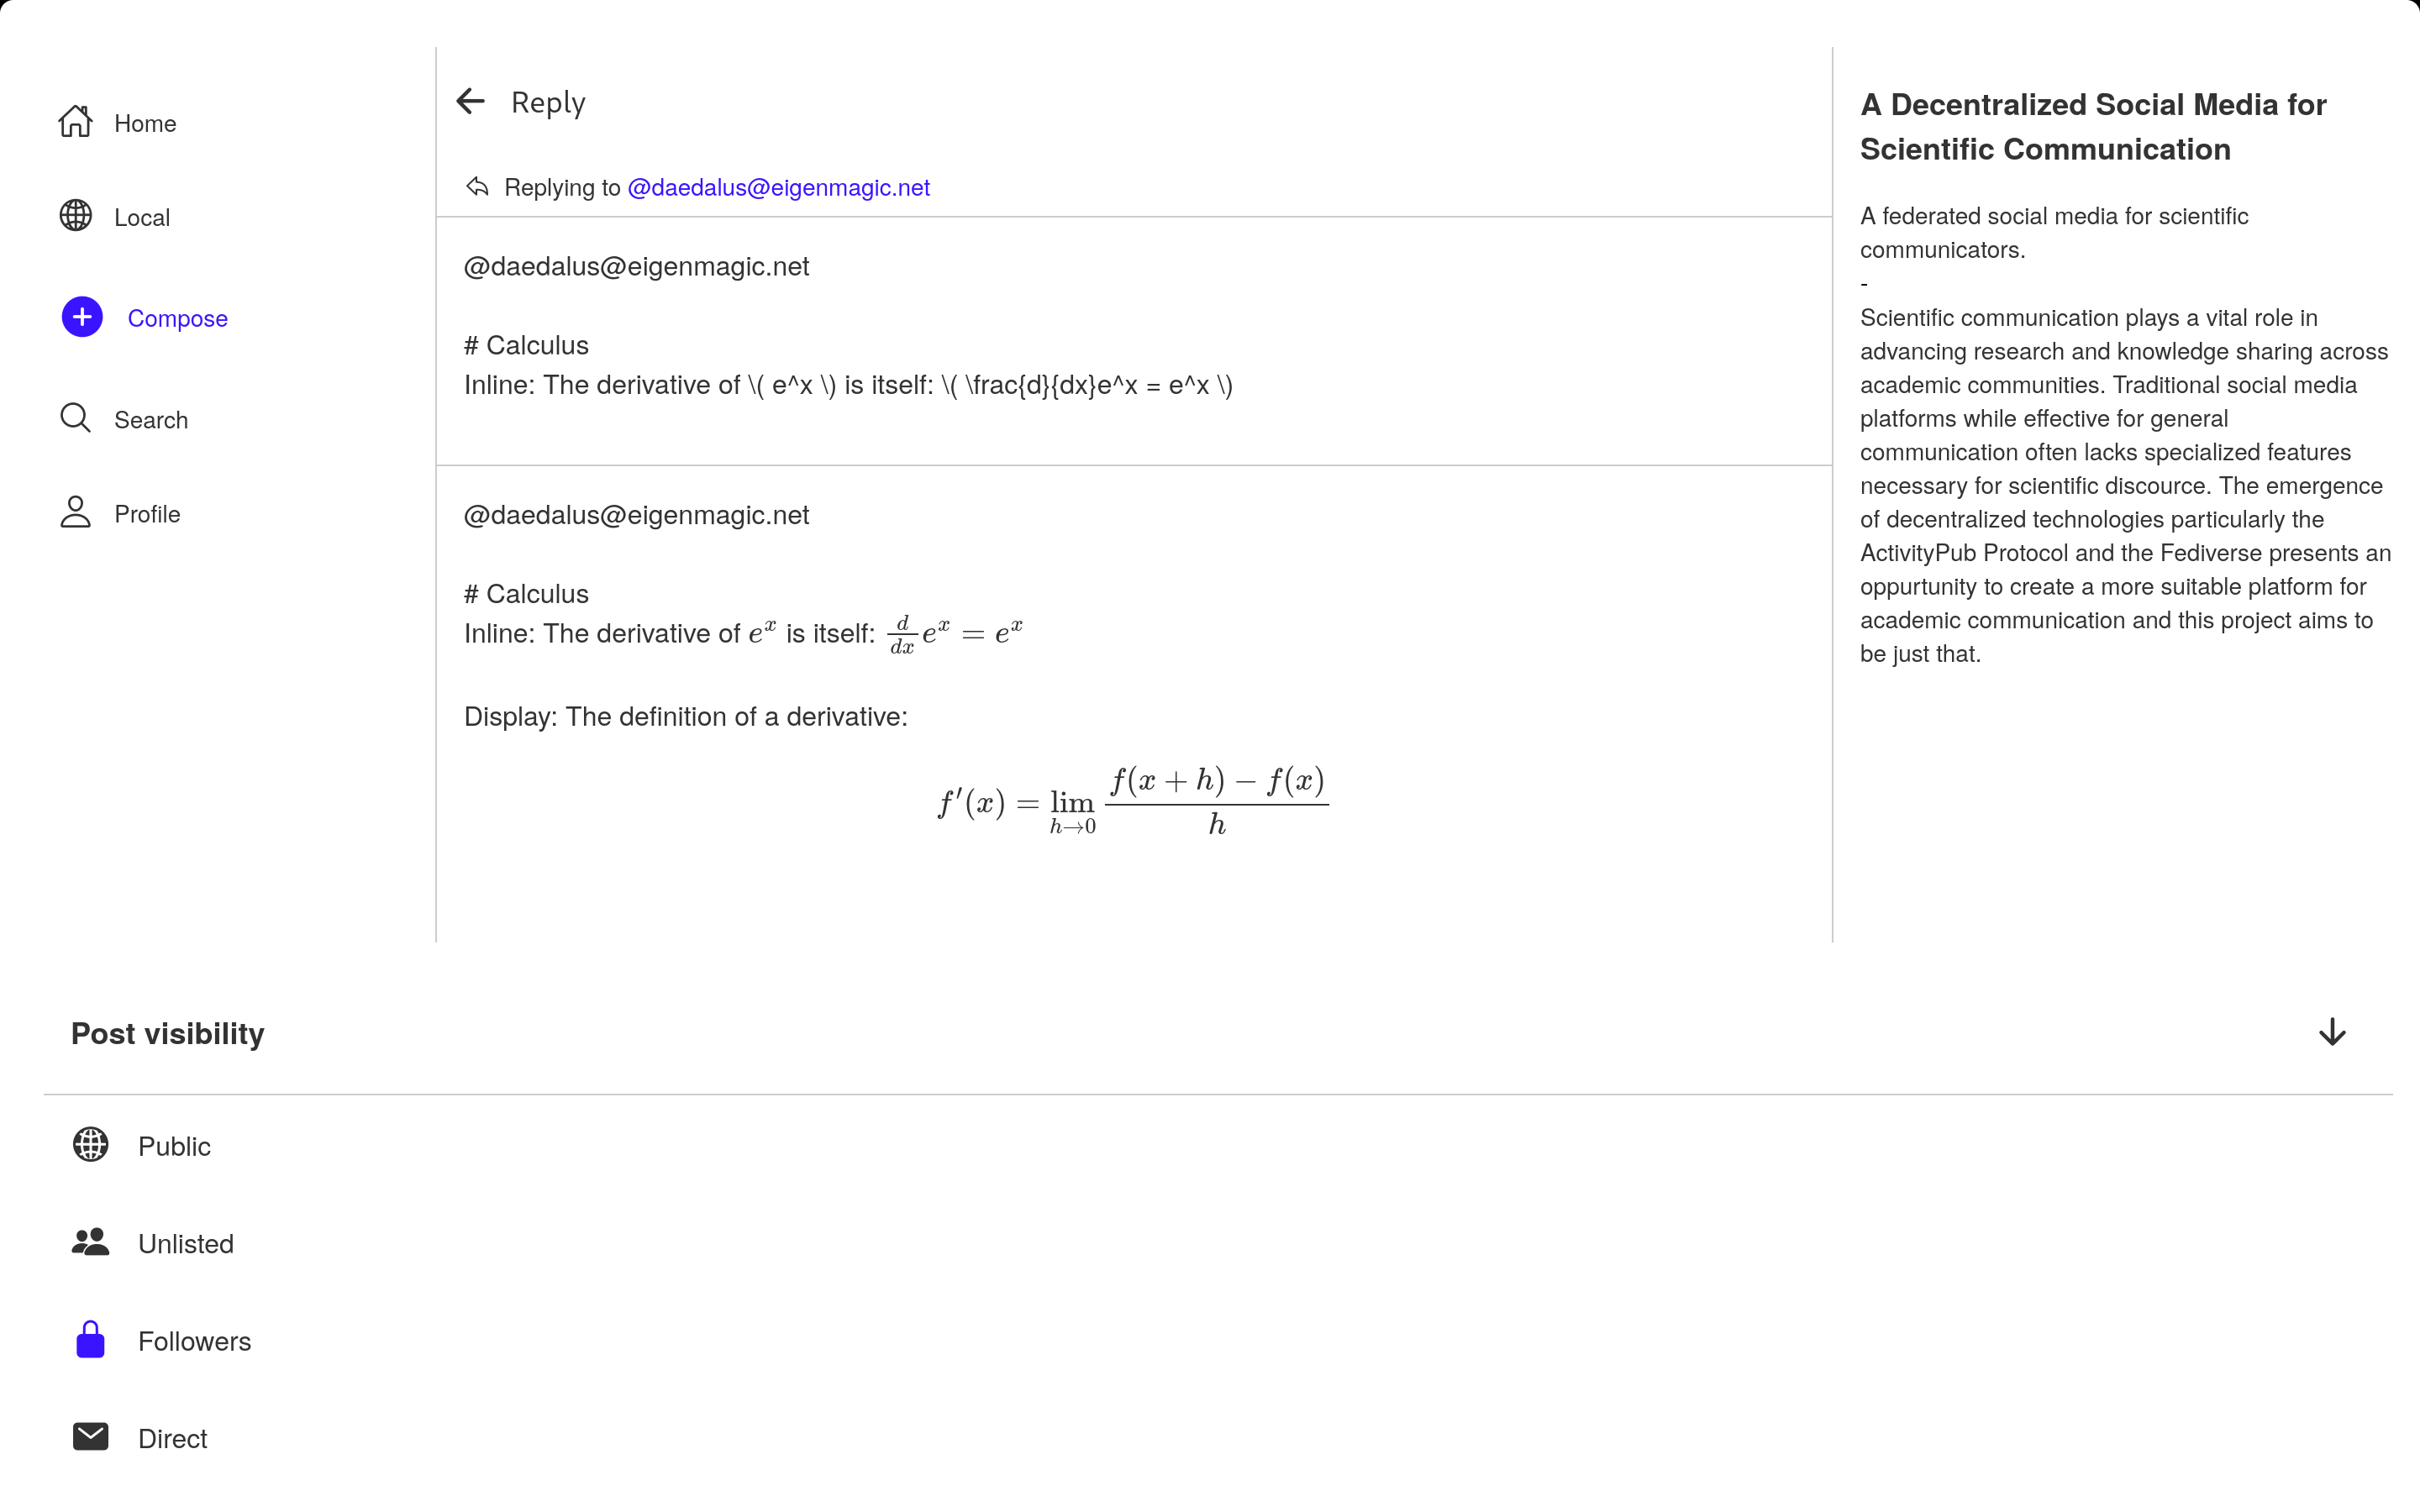 Home
Local
Compose
Search
Profile
Reply
Replying to @daedalus@eigenmagic.net
@daedalus@eigenmagic.net
# Calculus
Inline: The derivative of \( e^x \) is itself: \( \frac{d}{dx}e^x = e^x \)
@daedalus@eigenmagic.net
# Calculus
Inline: The derivative of $e^x$ is itself: $\frac{d}{dx}e^x = e^x$
Display: The definition of a derivative:
$f'(x) = \lim_{h \to 0} \frac{f(x+h) - f(x)}{h}$
A Decentralized Social Media for
Scientific Communication
A federated social media for scientific
communicators.
-
Scientific communication plays a vital role in
advancing research and knowledge sharing across
academic communities. Traditional social media
platforms while effective for general
communication often lacks specialized features
necessary for scientific discource. The emergence
of decentralized technologies particularly the
ActivityPub Protocol and the Fediverse presents an
oppurtunity to create a more suitable platform for
academic communication and this project aims to
be just that.
Post visibility
Public
Unlisted
Followers
Direct